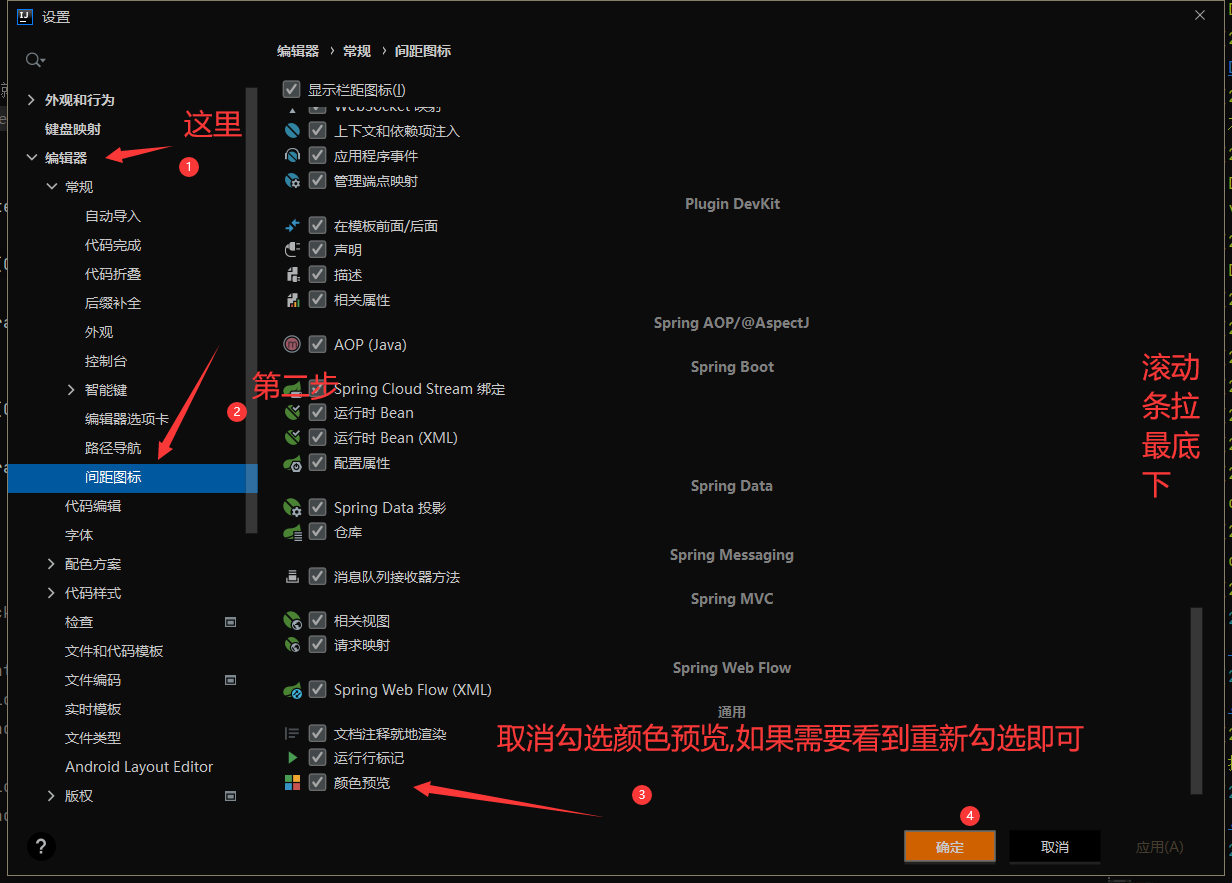 设置
编辑器 › 常规 › 间距图标
外观和行为
键盘映射
编辑器
常规
自动导入
代码完成
代码折叠
后缀补全
外观
控制台
智能键
编辑器选项卡
路径导航
间距图标
代码编辑
字体
配色方案
代码样式
检查
文件和代码模板
文件编码
实时模板
文件类型
Android Layout Editor
版权
这里
1
2
第二步
显示栏距图标(I)
WebSocket 映射
上下文和依赖项注入
应用程序事件
管理端点映射
Plugin DevKit
在模板前面/后面
声明
描述
相关属性
Spring AOP/@AspectJ
AOP (Java)
Spring Boot
Spring Cloud Stream 绑定
运行时 Bean
运行时 Bean (XML)
配置属性
Spring Data
Spring Data 投影
仓库
Spring Messaging
消息队列接收器方法
Spring MVC
相关视图
请求映射
Spring Web Flow
Spring Web Flow (XML)
通用
文档注释就地渲染
运行行标记
颜色预览
滚动
条拉
最底
下
取消勾选颜色预览,如果需要看到重新勾选即可
3
4
?
确定
取消
应用(A)